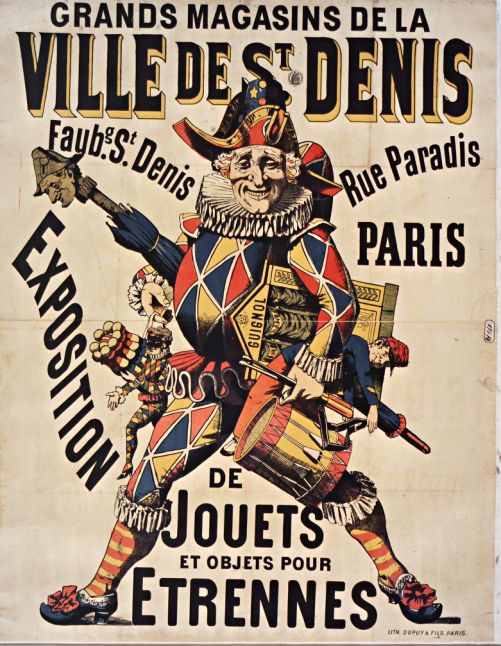 GRANDS MAGASINS DE LA
VILLE DE ST DENIS
Faubg. St Denis
Rue Paradis
PARIS
EXPOSITION
GUIGNOL
DE
JOUETS
ET OBJETS POUR
ETRENNES
LITH. DUPUY & FILS, PARIS.